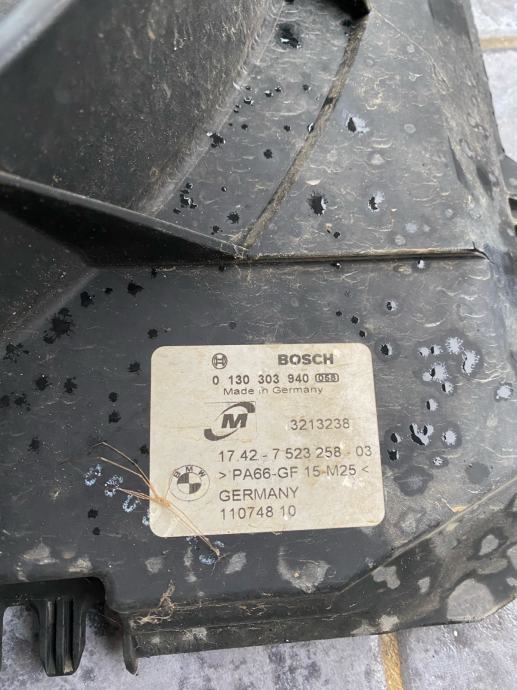 BOSCH
0 130 303 940 058
Made in Germany
M
3213238
17.42 - 7 523 258 - 03
BMW
> PA66-GF 15-M25 <
GERMANY
110748 10